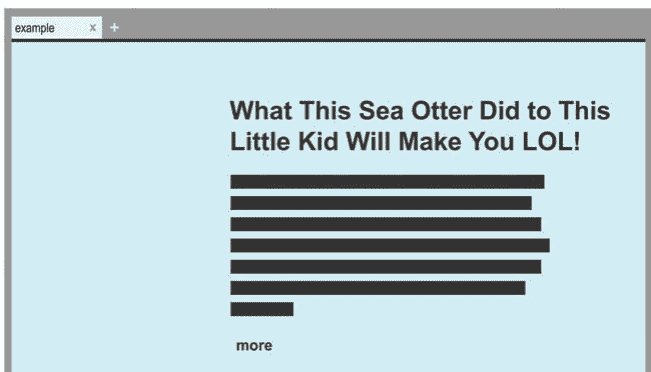 example x +
What This Sea Otter Did to This
Little Kid Will Make You LOL!
more